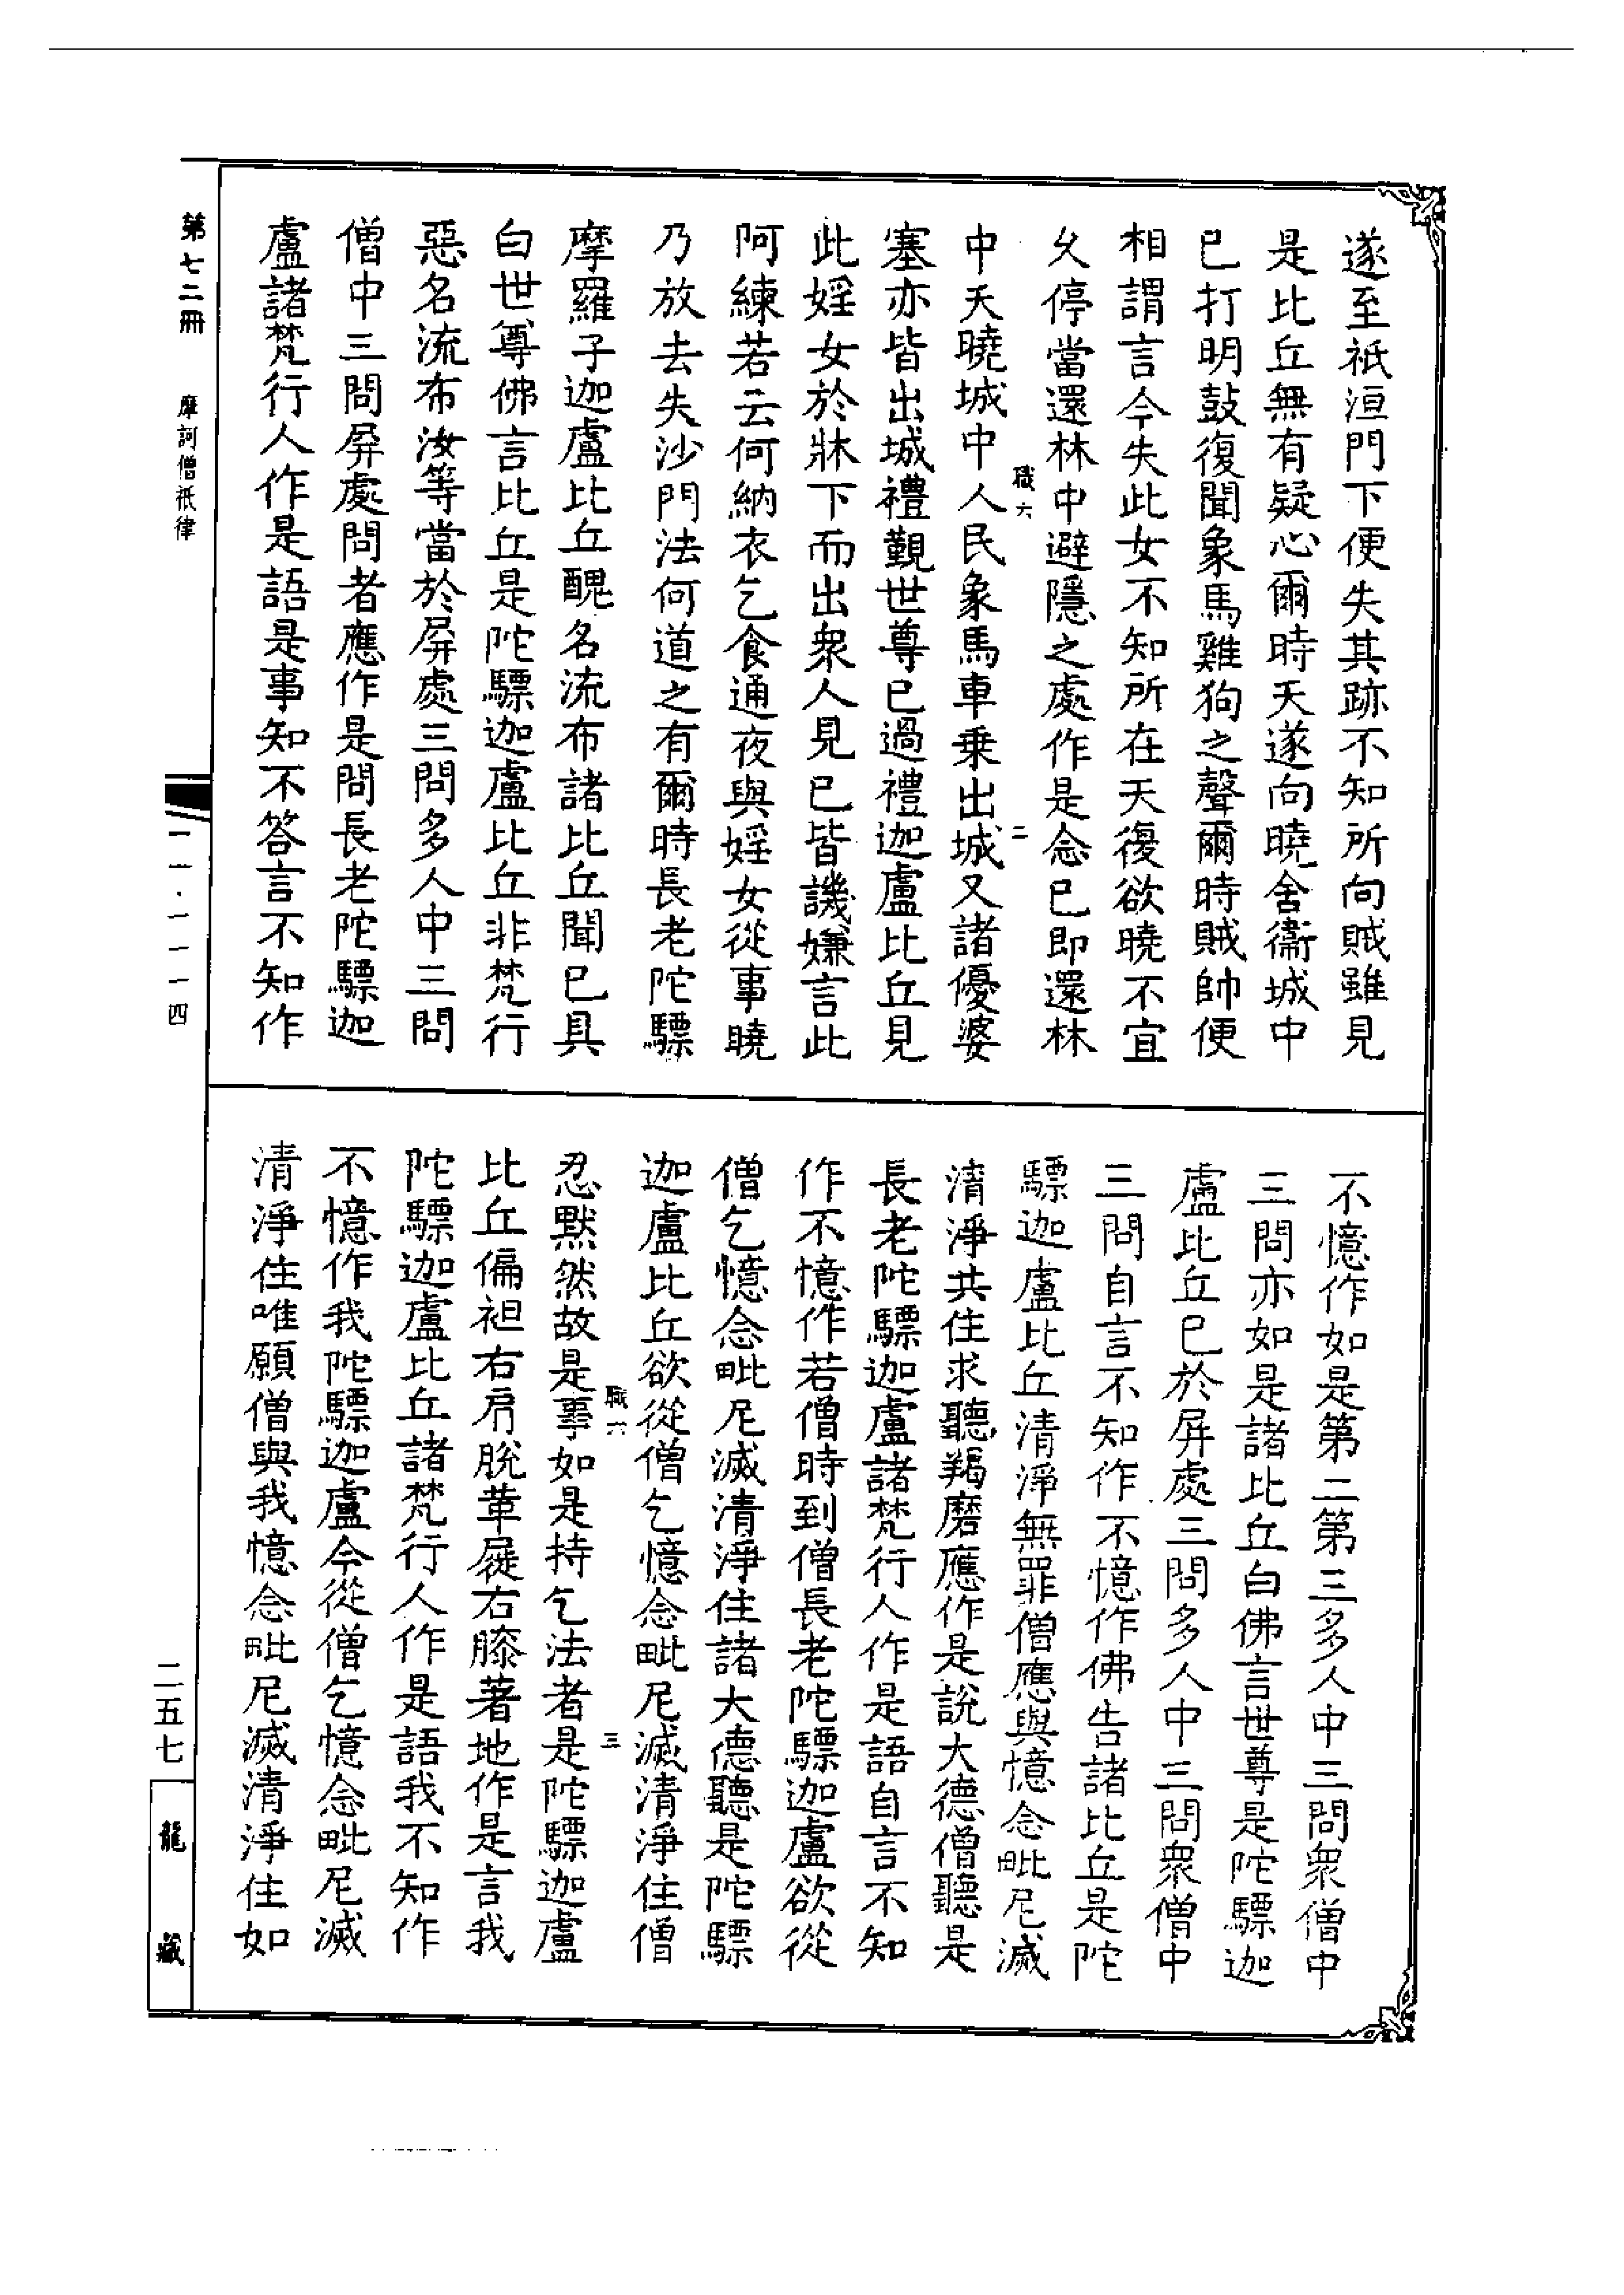 遂至祇洹門下便失其跡不知所向賊雖見
是比丘無有疑心爾時天遂向曉舍衞城中
已打明鼓復聞象馬雞狗之聲爾時賊帥便
相謂言今失此女不知所在天復欲曉不宜
久停當還林中避隱之處作是念已即還林
職六
二
中天曉城中人民象馬車乗出城又諸優婆
塞亦皆出城禮覲世尊已過禮迦盧比丘見
此婬女於牀下而出衆人見已皆譏嫌言此
阿練若云何納衣乞食通夜與婬女從事曉
乃放去失沙門法何道之有爾時長老陀驃
摩羅子迦盧比丘醜名流布諸比丘聞已具
白世尊佛言比丘是陀驃迦盧比丘非梵行
惡名流布汝等當於屏處三問多人中三問
僧中三問屏處問者應作是問長老陀驃迦
盧諸梵行人作是語是事知不答言不知作
不憶作如是第二第三多人中三問衆僧中
三問亦如是諸比丘白佛言世尊是陀驃迦
盧比丘已於屏處三問多人中三問衆僧中
三問自言不知作不憶作佛告諸比丘是陀
驃迦盧比丘清淨無罪僧應與憶念毗尼滅
清淨共住求聽羯磨應作是説大德僧聽是
長老陀驃迦盧諸梵行人作是語自言不知
作不憶作若僧時到僧長老陀驃迦盧欲從
僧乞憶念毗尼滅清淨住諸大德聽是陀驃
迦盧比丘欲從僧乞憶念毗尼滅清淨住僧
職六
三
忍默然故是事如是持乞法者是陀驃迦盧
比丘偏袒右肩脫革屣右膝著地作是言我
陀驃迦盧比丘諸梵行人作是語我不知作
不憶作我陀驃迦盧今從僧乞憶念毗尼滅
清淨住唯願僧與我憶念毗尼滅清淨住如
第七二冊
摩訶僧祇律
一一·一一一四
二五七
龍藏